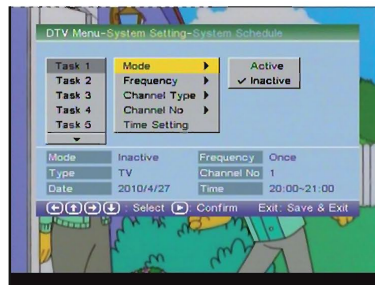 DTV Menu-System Setting-System Schedule
Task 1 Mode Active
Task 2 Frequency ✓ Inactive
Task 3 Channel Type
Task 4 Channel No
Task 5 Time Setting
Mode Inactive Frequency Once
Type TV Channel No 1
Date 2010/4/27 Time 20:00~21:00
: Select : Confirm Exit: Save & Exit